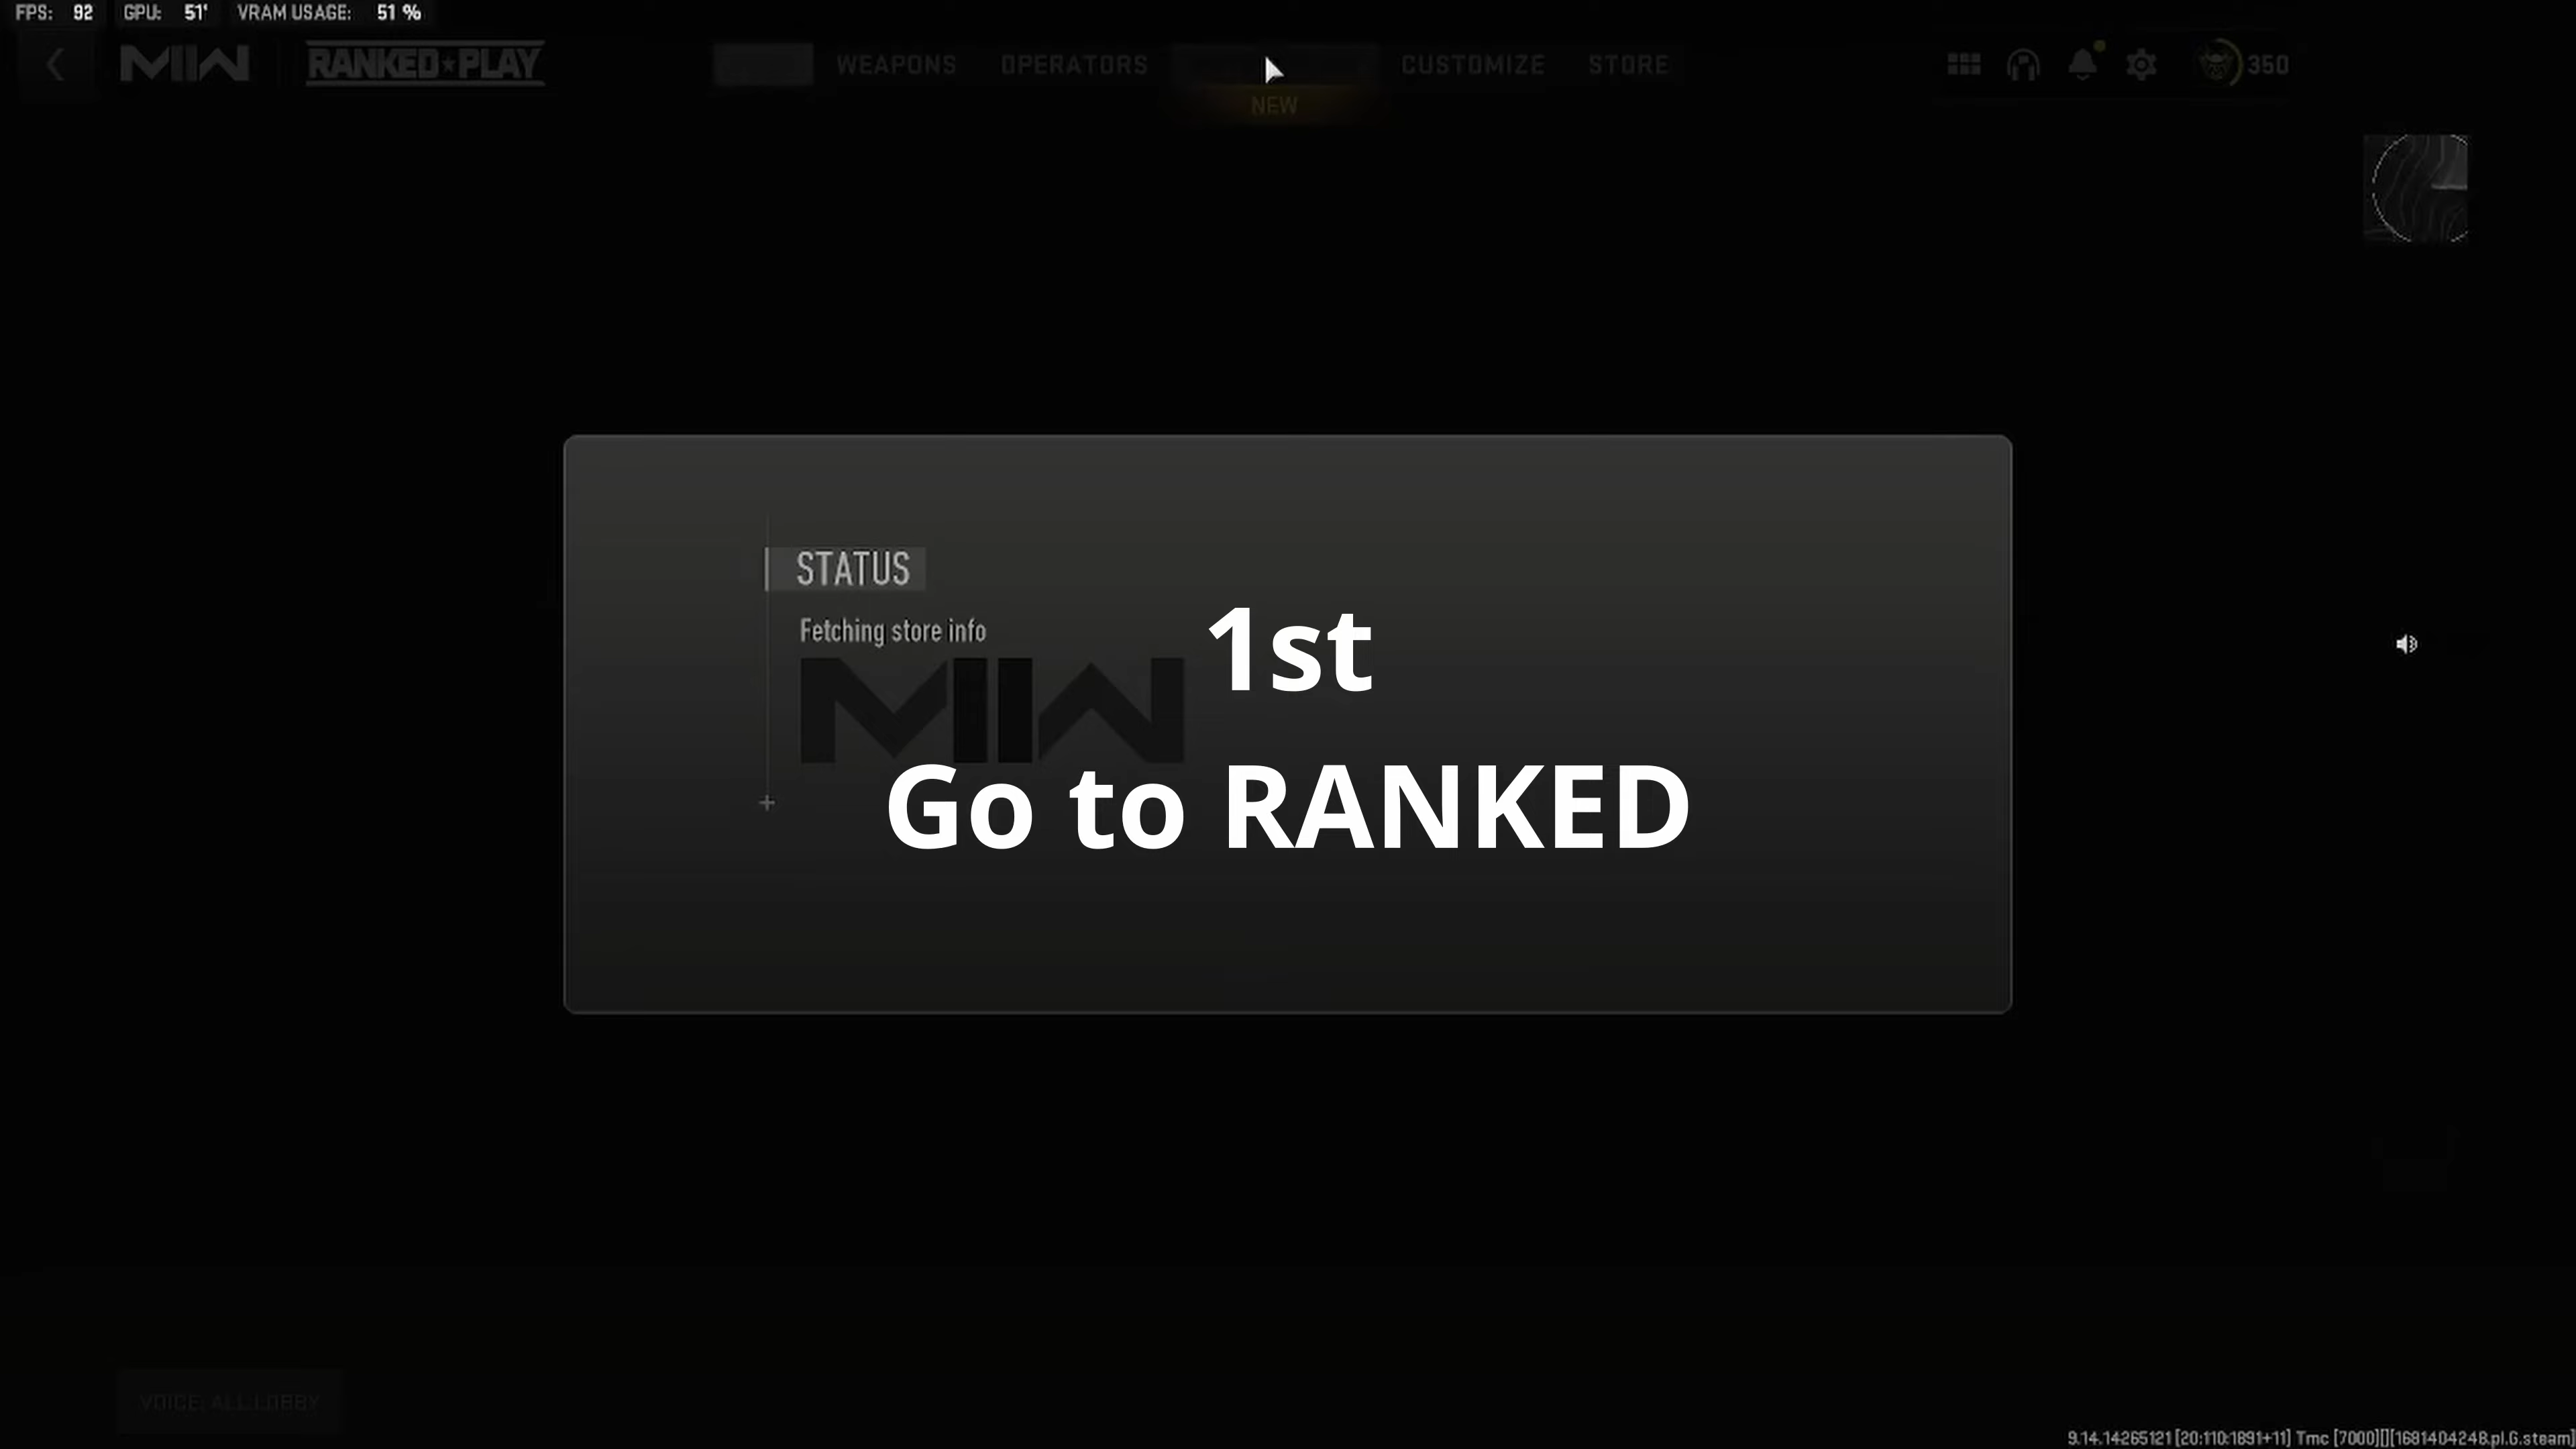 FPS: 92 GPU: 51° VRAM USAGE: 51 %
MIIW RANKED★PLAY WEAPONS OPERATORS CUSTOMIZE STORE 350
NEW
STATUS
Fetching store info
MIIW
1st
Go to RANKED
VOICE: ALL LOBBY
9.14.14265121 [20:110:1891+11] Tmc [7000][][1681404248.pl.G.steam]